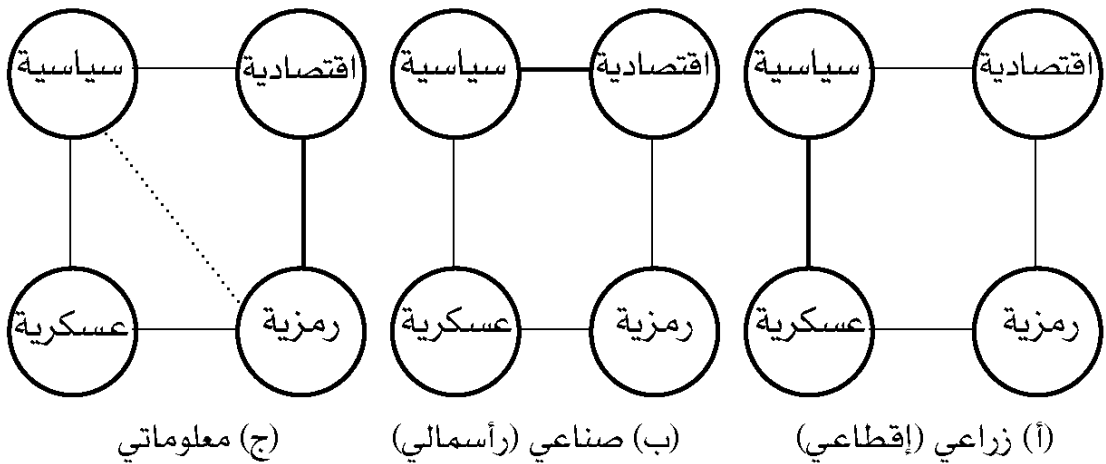 اقتصادية
سياسية
رمزية
عسكرية
(أ) زراعي (إقطاعي)
اقتصادية
سياسية
رمزية
عسكرية
(ب) صناعي (رأسمالي)
اقتصادية
سياسية
رمزية
عسكرية
(ج) معلوماتي